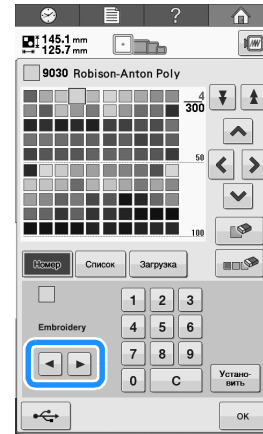 ?
145.1 mm
125.7 mm
9030 Robison-Anton Poly
4
300
50
100
Номер Список Загрузка
1 2 3
Embroidery 4 5 6
7 8 9
0 C
Устано-
вить
OK